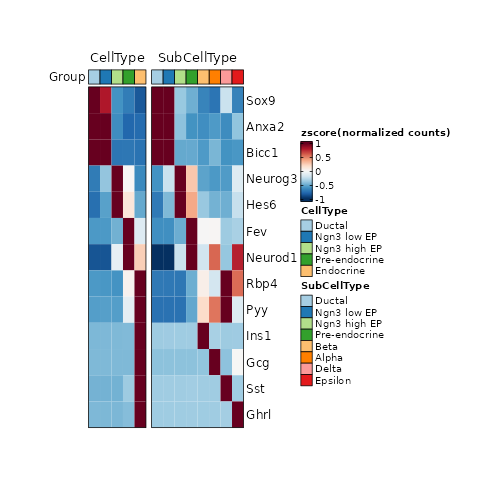 CellType SubCellType
Group
Sox9
Anxa2
Bicc1
Neurog3
Hes6
Fev
Neurod1
Rbp4
Pyy
Ins1
Gcg
Sst
Ghrl
zscore(normalized counts)
1
0.5
0
-0.5
-1
CellType
Ductal
Ngn3 low EP
Ngn3 high EP
Pre-endocrine
Endocrine
SubCellType
Ductal
Ngn3 low EP
Ngn3 high EP
Pre-endocrine
Beta
Alpha
Delta
Epsilon